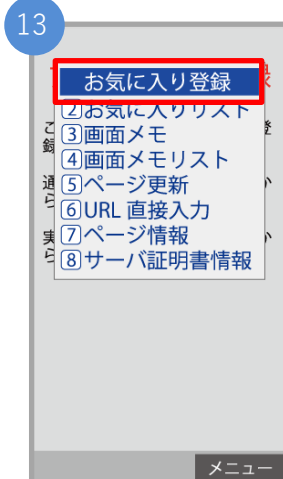 13
お気に入り登録
2お気に入りリスト
3画面メモ
4画面メモリスト
5ページ更新
6URL 直接入力
7ページ情報
8サーバ証明書情報
メニュー